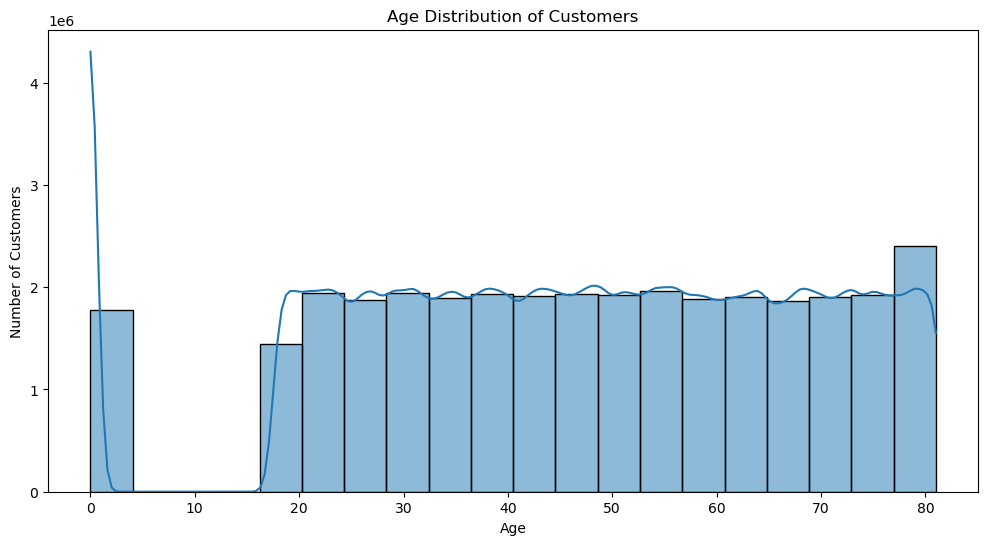 Age Distribution of Customers
1e6
4
3
2
1
0
Number of Customers
0 10 20 30 40 50 60 70 80
Age